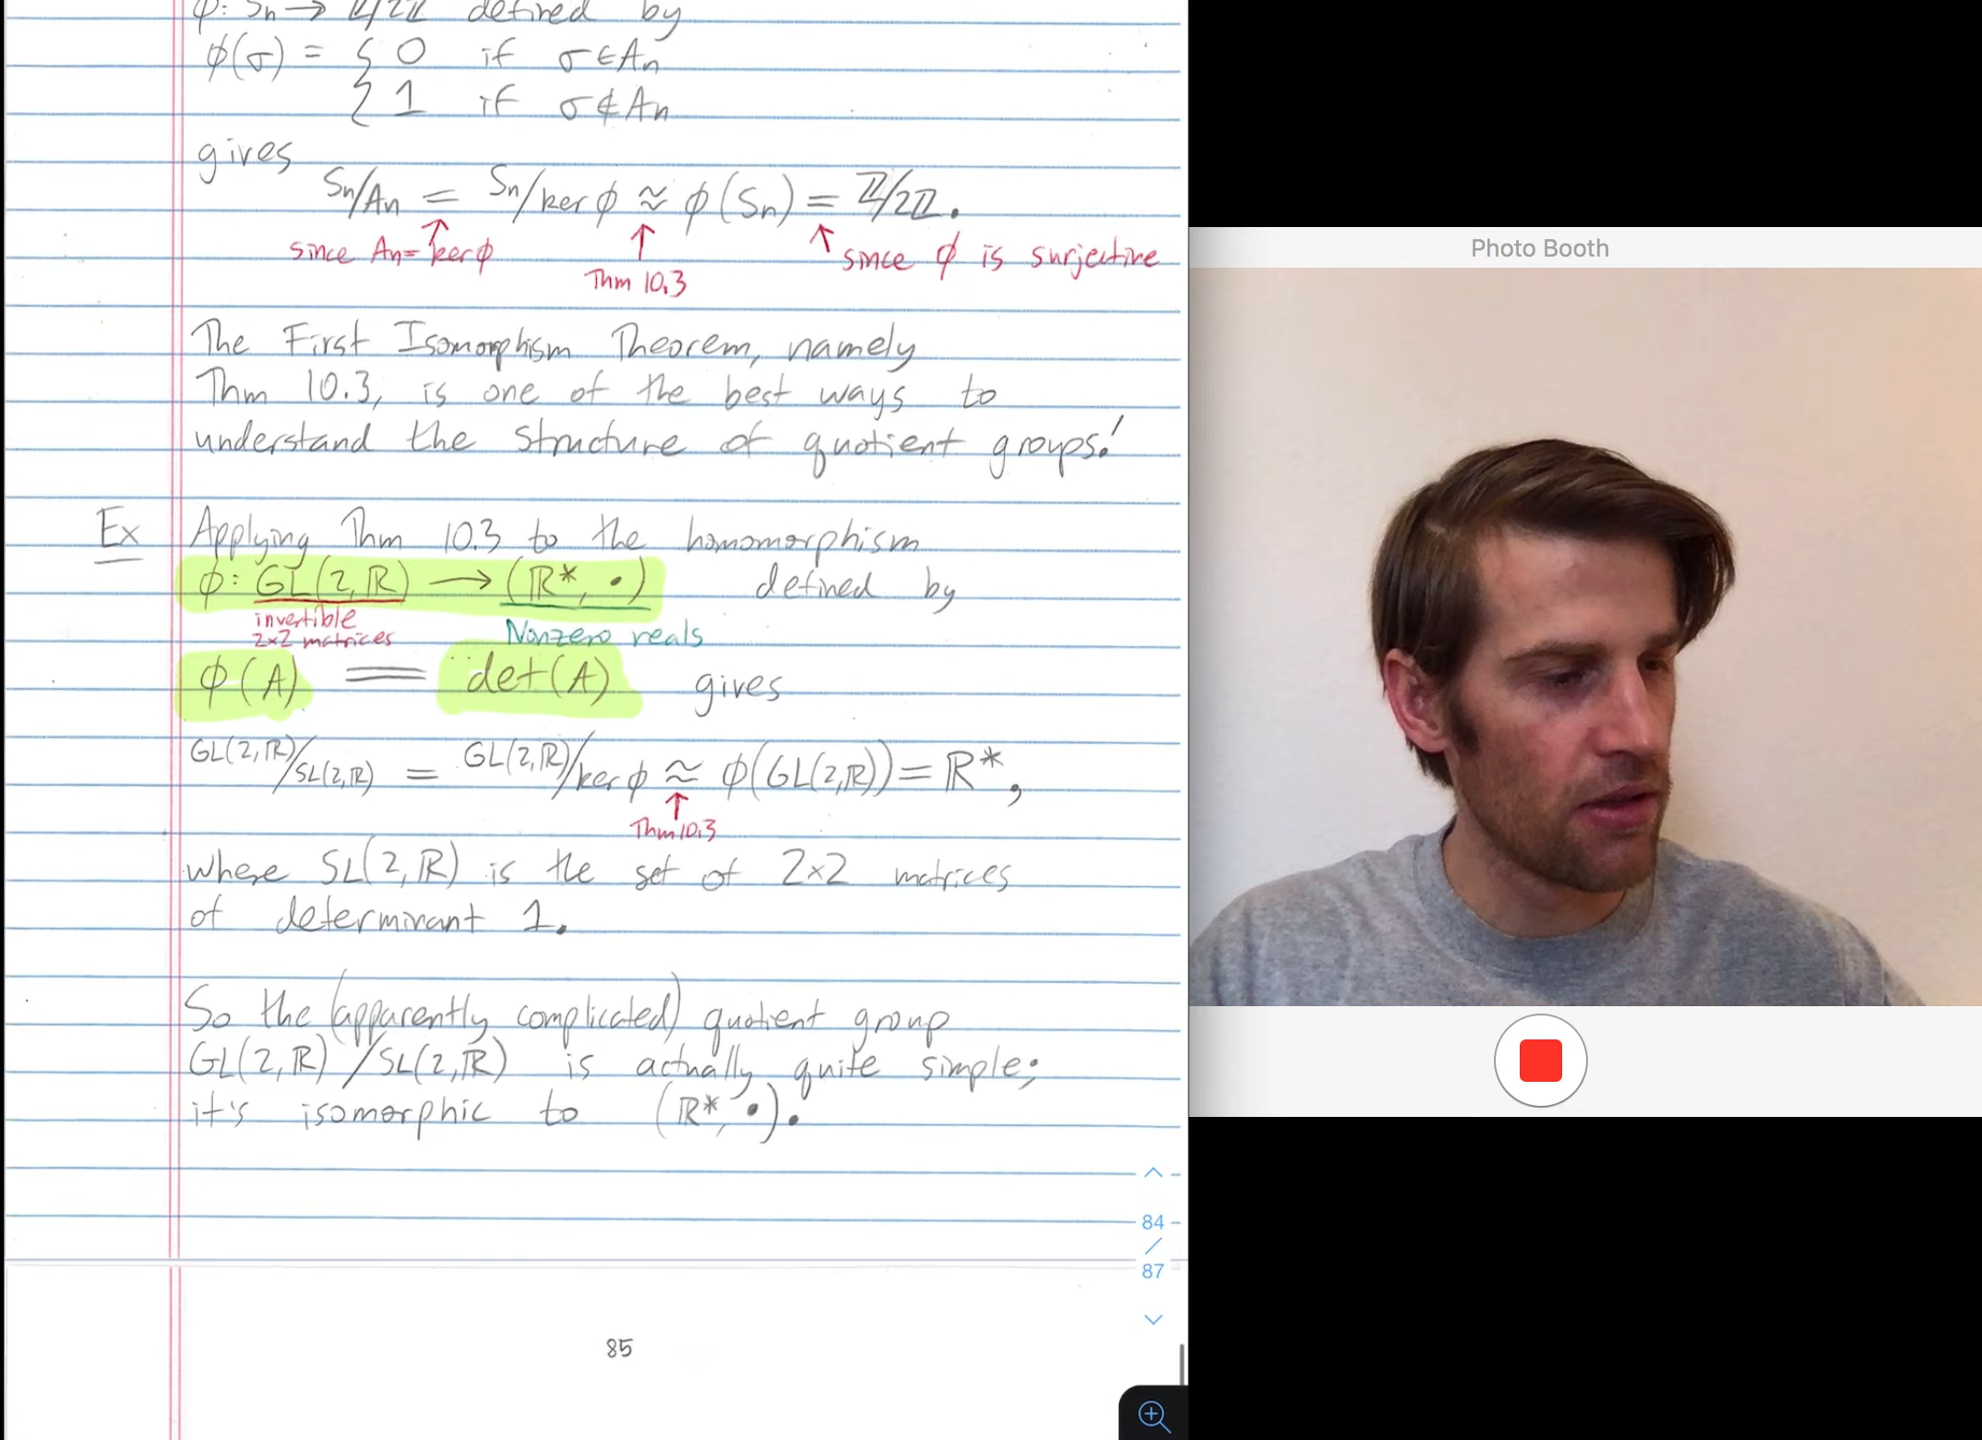 φ: Sn → ℤ/2ℤ defined by
φ(σ) = { 0 if σ∈An
{ 1 if σ∉An
gives
Sn/An = Sn/ker φ ≈ φ(Sn) = ℤ/2ℤ.
since An = ker φ
Thm 10.3
since φ is surjective
The First Isomorphism Theorem, namely
Thm 10.3, is one of the best ways to
understand the structure of quotient groups!
Ex Applying Thm 10.3 to the homomorphism
φ: GL(2,ℝ) → (ℝ*, •) defined by
invertible
2×2 matrices
Nonzero reals
φ(A) = det(A) gives
GL(2,ℝ)/SL(2,ℝ) = GL(2,ℝ)/ker φ ≈ φ(GL(2,ℝ)) = ℝ*,
Thm 10.3
where SL(2,ℝ) is the set of 2×2 matrices
of determinant 1.
So the (apparently complicated) quotient group
GL(2,ℝ)/SL(2,ℝ) is actually quite simple;
it's isomorphic to (ℝ*, •).
84
/
87
85
Photo Booth